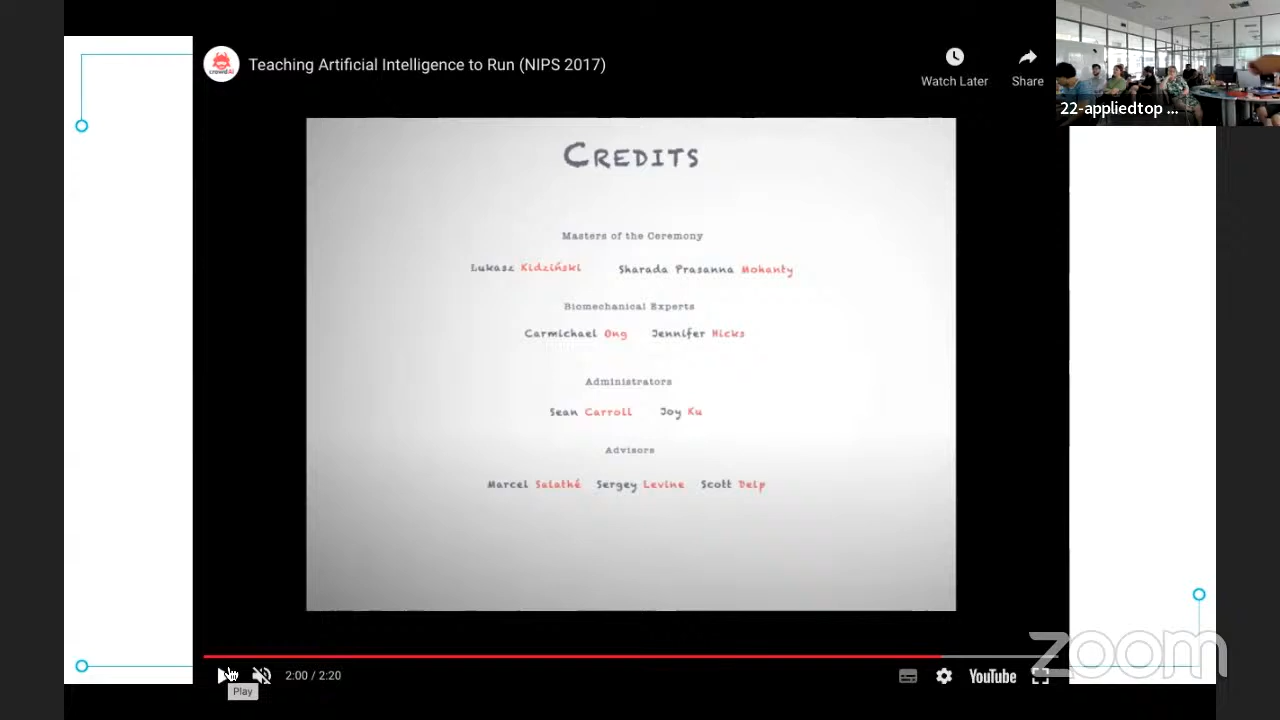 crowdAI
Teaching Artificial Intelligence to Run (NIPS 2017)
Watch Later
Share
22-appliedtop ...
CREDITS
Masters of the Ceremony
Lukasz Kidziński Sharada Prasanna Mohanty
Biomechanical Experts
Carmichael Ong Jennifer Hicks
Administrators
Sean Carroll Joy Ku
Advisors
Marcel Salathé Sergey Levine Scott Delp
2:00 / 2:20
YouTube
Play
zoom